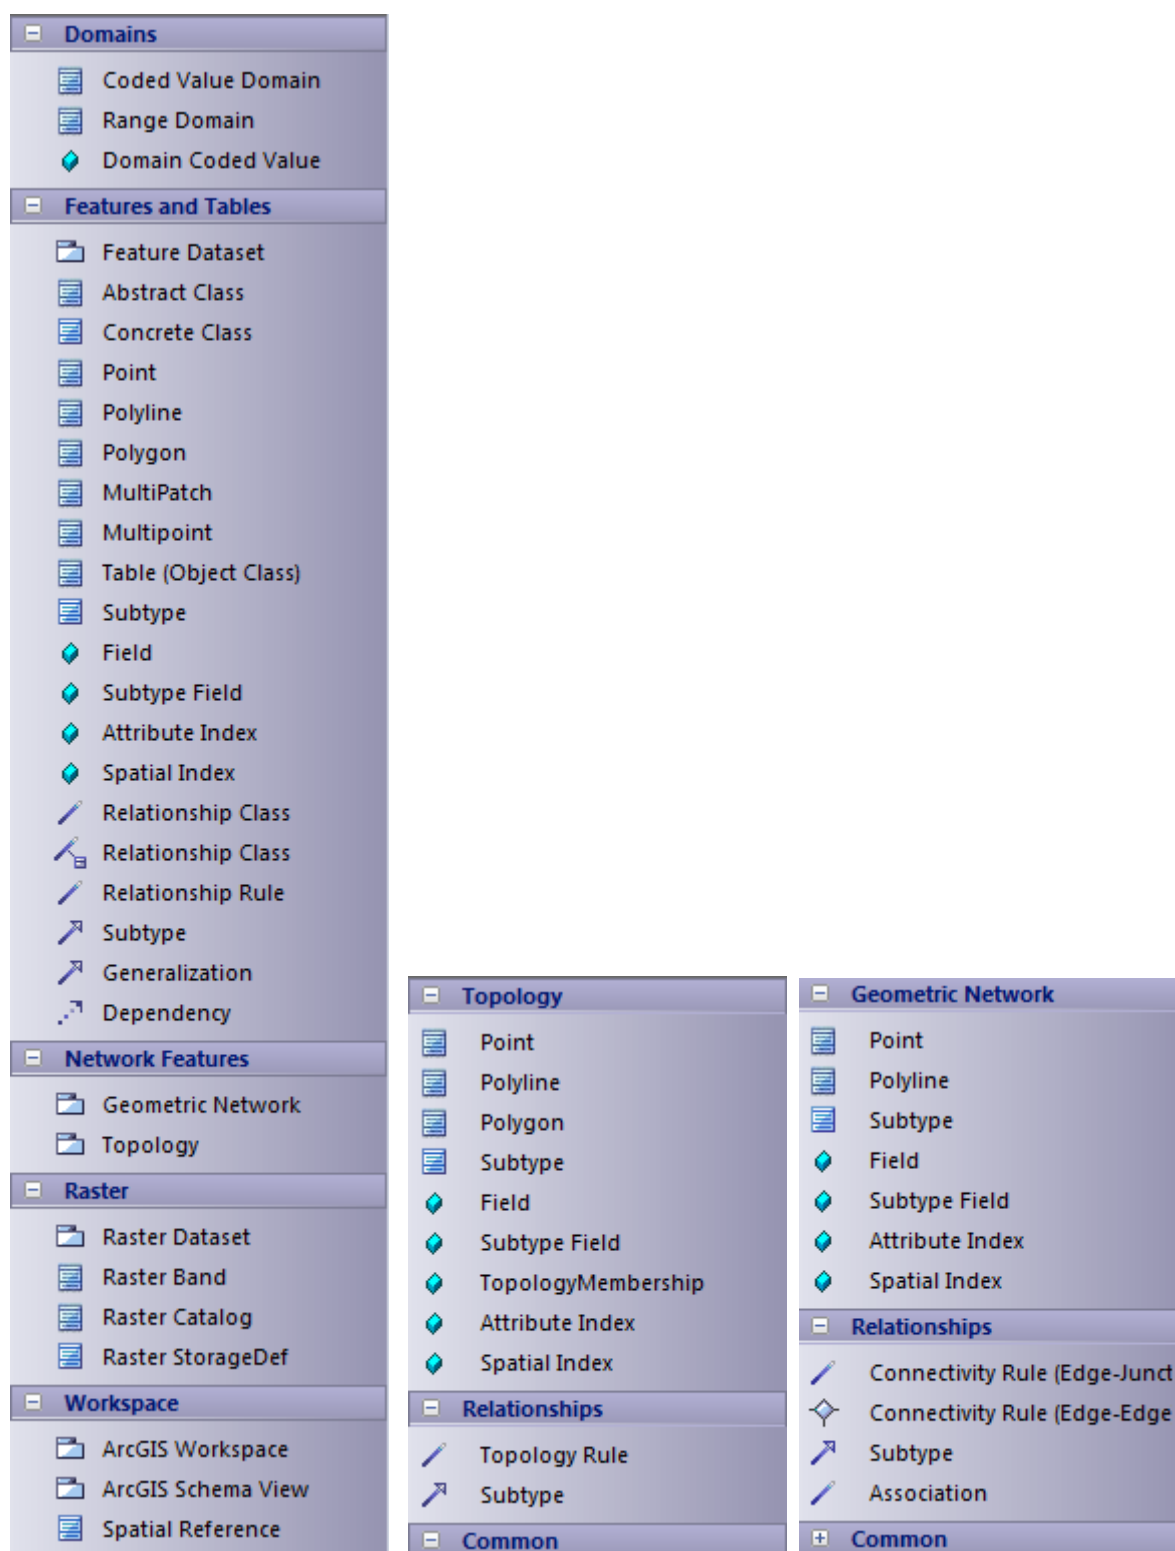 Domains
Coded Value Domain
Range Domain
Domain Coded Value
Features and Tables
Feature Dataset
Abstract Class
Concrete Class
Point
Polyline
Polygon
MultiPatch
Multipoint
Table (Object Class)
Subtype
Field
Subtype Field
Attribute Index
Spatial Index
Relationship Class
Relationship Class
Relationship Rule
Subtype
Generalization
Dependency
Network Features
Geometric Network
Topology
Raster
Raster Dataset
Raster Band
Raster Catalog
Raster StorageDef
Workspace
ArcGIS Workspace
ArcGIS Schema View
Spatial Reference
Topology
Point
Polyline
Polygon
Subtype
Field
Subtype Field
TopologyMembership
Attribute Index
Spatial Index
Relationships
Topology Rule
Subtype
Common
Geometric Network
Point
Polyline
Subtype
Field
Subtype Field
Attribute Index
Spatial Index
Relationships
Connectivity Rule (Edge-Junct
Connectivity Rule (Edge-Edge
Subtype
Association
Common